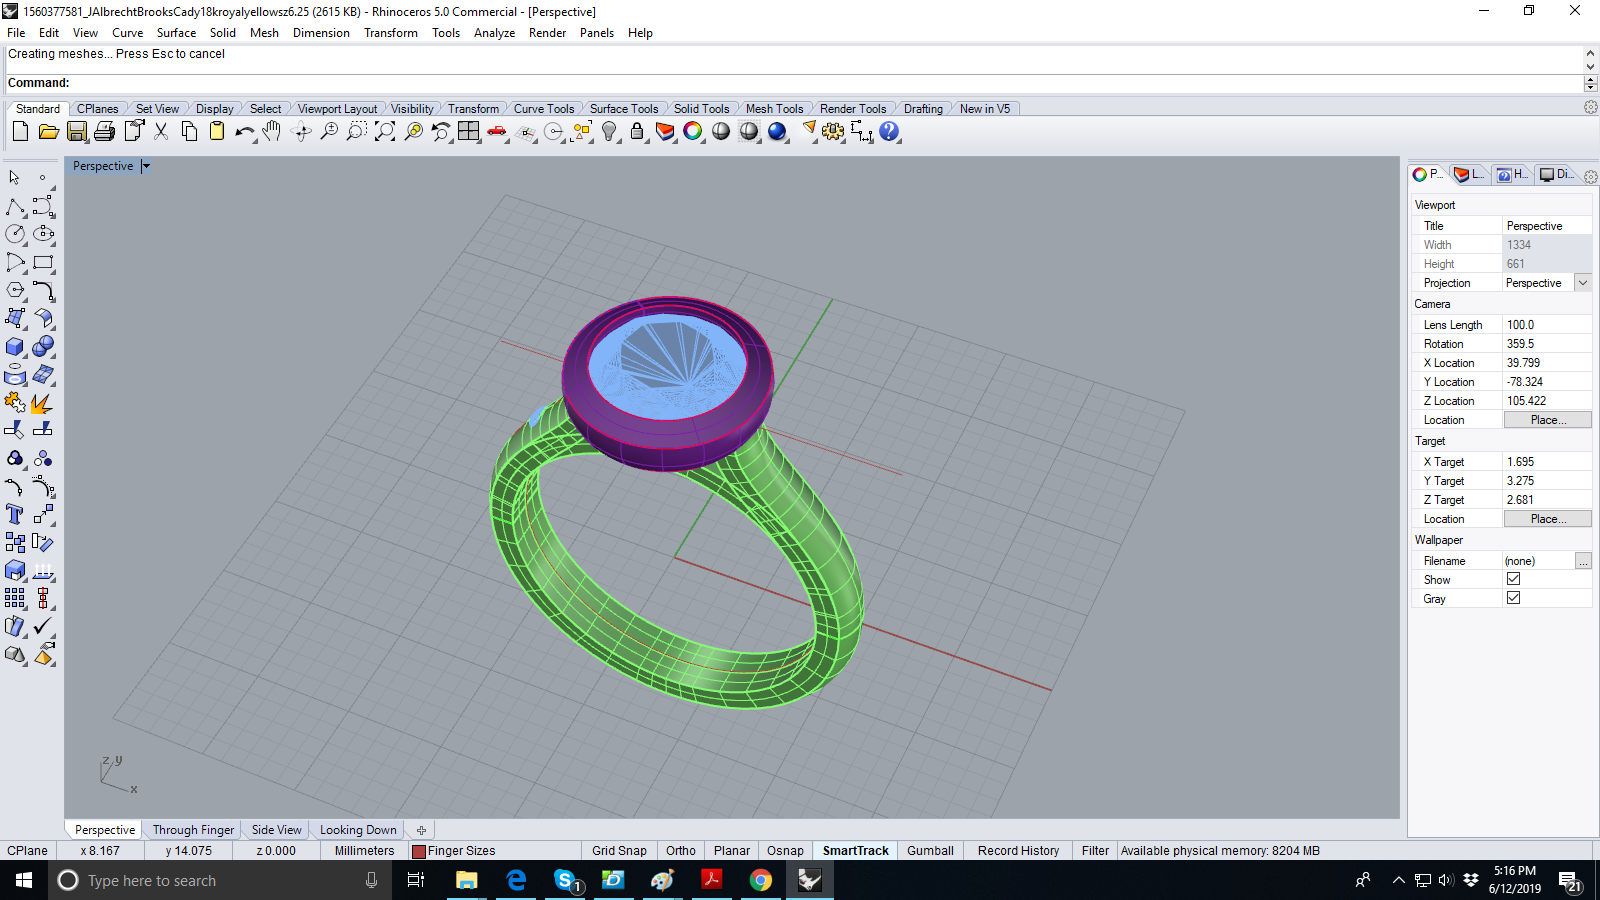 1560377581_JAlbrechtBrooksCady18kroyalyellowsz6.25 (2615 KB) - Rhinoceros 5.0 Commercial - [Perspective]
File Edit View Curve Surface Solid Mesh Dimension Transform Tools Analyze Render Panels Help
Creating meshes... Press Esc to cancel
Command:
Standard CPlanes Set View Display Select Viewport Layout Visibility Transform Curve Tools Surface Tools Solid Tools Mesh Tools Render Tools Drafting New in V5
Perspective
P... L... H... Di...
Viewport
Title Perspective
Width 1334
Height 661
Projection Perspective
Camera
Lens Length 100.0
Rotation 359.5
X Location 39.799
Y Location -78.324
Z Location 105.422
Location Place...
Target
X Target 1.695
Y Target 3.275
Z Target 2.681
Location Place...
Wallpaper
Filename (none) ...
Show
Gray
z y
x
Perspective Through Finger Side View Looking Down
CPlane x 8.167 y 14.075 z 0.000 Millimeters Finger Sizes Grid Snap Ortho Planar Osnap SmartTrack Gumball Record History Filter Available physical memory: 8204 MB
Type here to search
1
5:16 PM
6/12/2019
21